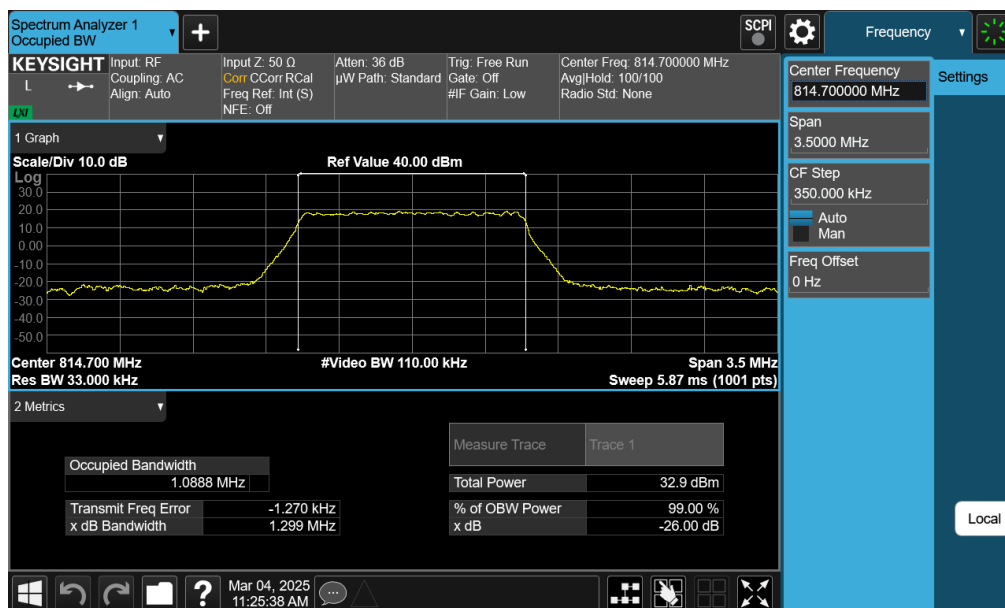 Spectrum Analyzer 1
Occupied BW
SCPI
Frequency
KEYSIGHT
L
LXI
Input: RF
Coupling: AC
Align: Auto
Input Z: 50 Ω
Corr CCorr RCal
Freq Ref: Int (S)
NFE: Off
Atten: 36 dB
µW Path: Standard
Trig: Free Run
Gate: Off
#IF Gain: Low
Center Freq: 814.700000 MHz
Avg|Hold: 100/100
Radio Std: None
Center Frequency
814.700000 MHz
Settings
Span
3.5000 MHz
CF Step
350.000 kHz
Auto
Man
Freq Offset
0 Hz
1 Graph
Scale/Div 10.0 dB
Ref Value 40.00 dBm
Log
30.0
20.0
10.0
0.00
-10.0
-20.0
-30.0
-40.0
-50.0
Center 814.700 MHz
#Video BW 110.00 kHz
Span 3.5 MHz
Res BW 33.000 kHz
Sweep 5.87 ms (1001 pts)
2 Metrics
Measure Trace
Trace 1
Occupied Bandwidth
1.0888 MHz
Total Power
32.9 dBm
Transmit Freq Error
-1.270 kHz
% of OBW Power
99.00 %
x dB Bandwidth
1.299 MHz
x dB
-26.00 dB
Local
?
Mar 04, 2025
11:25:38 AM